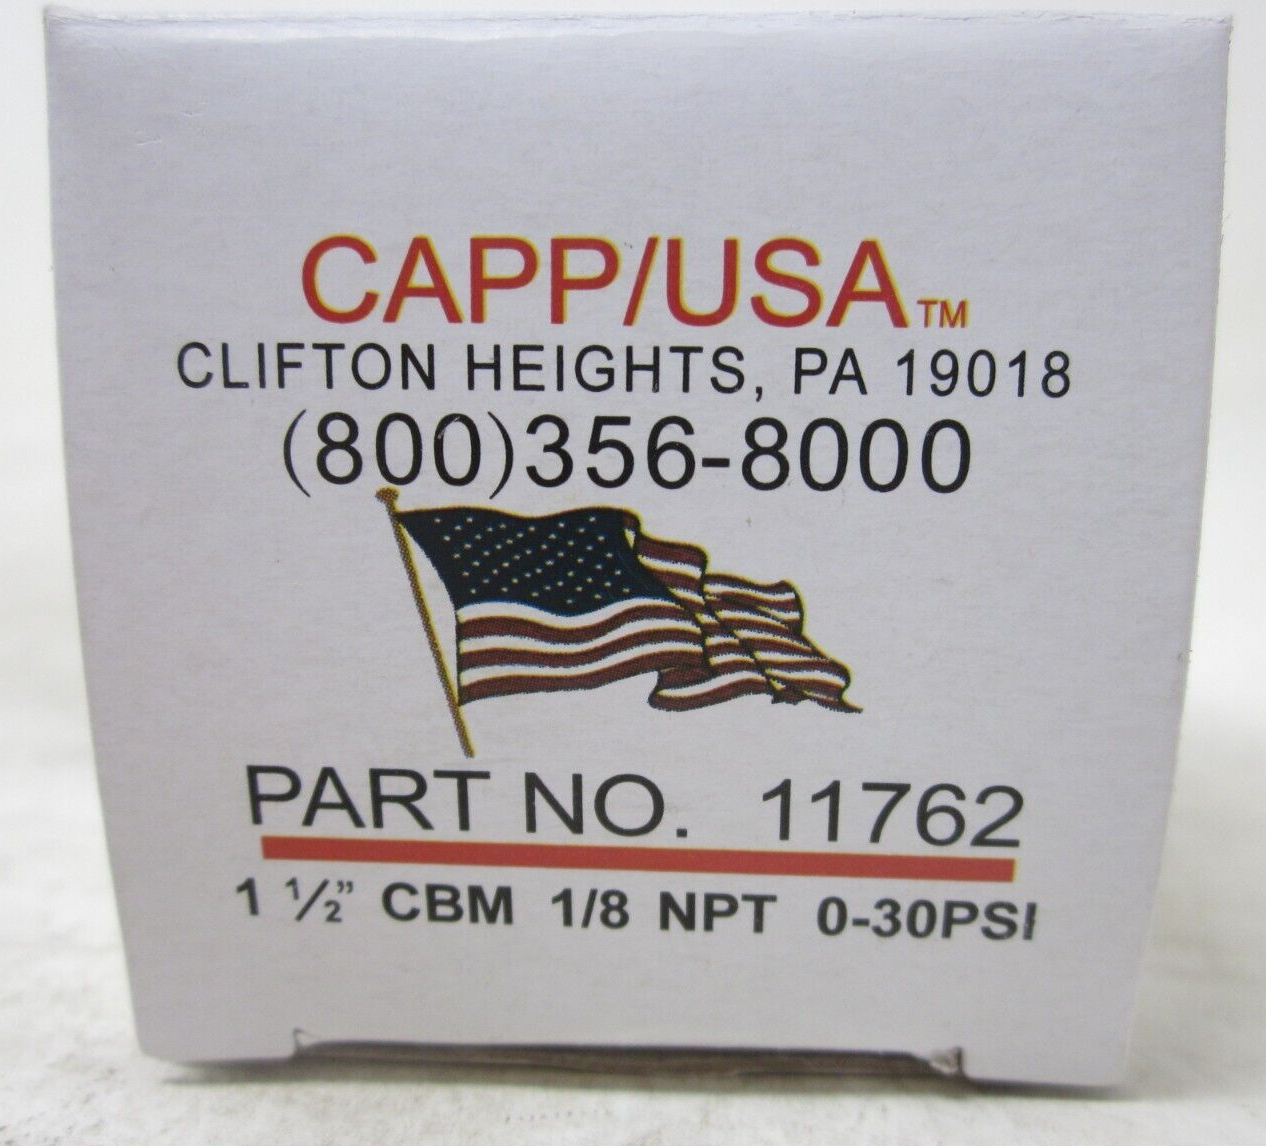 CAPP/USA™
CLIFTON HEIGHTS, PA 19018
(800)356-8000
PART NO. 11762
1 ½” CBM 1/8 NPT 0-30PSI